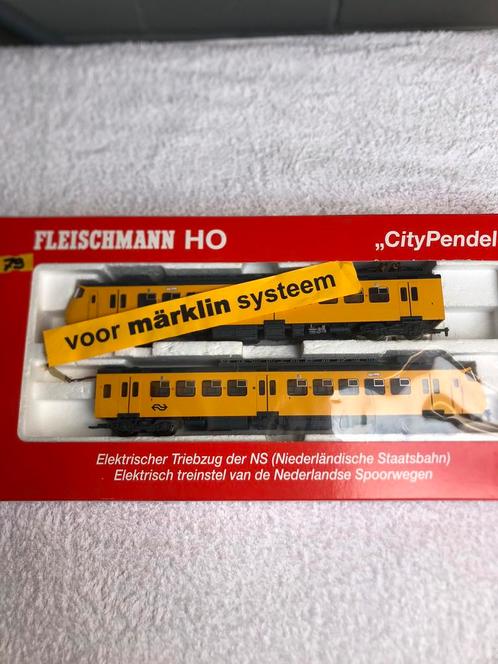 FLEISCHMANN HO
„CityPendel
79
voor märklin systeem
Elektrischer Triebzug der NS (Niederländische Staatsbahn)
Elektrisch treinstel van de Nederlandse Spoorwegen